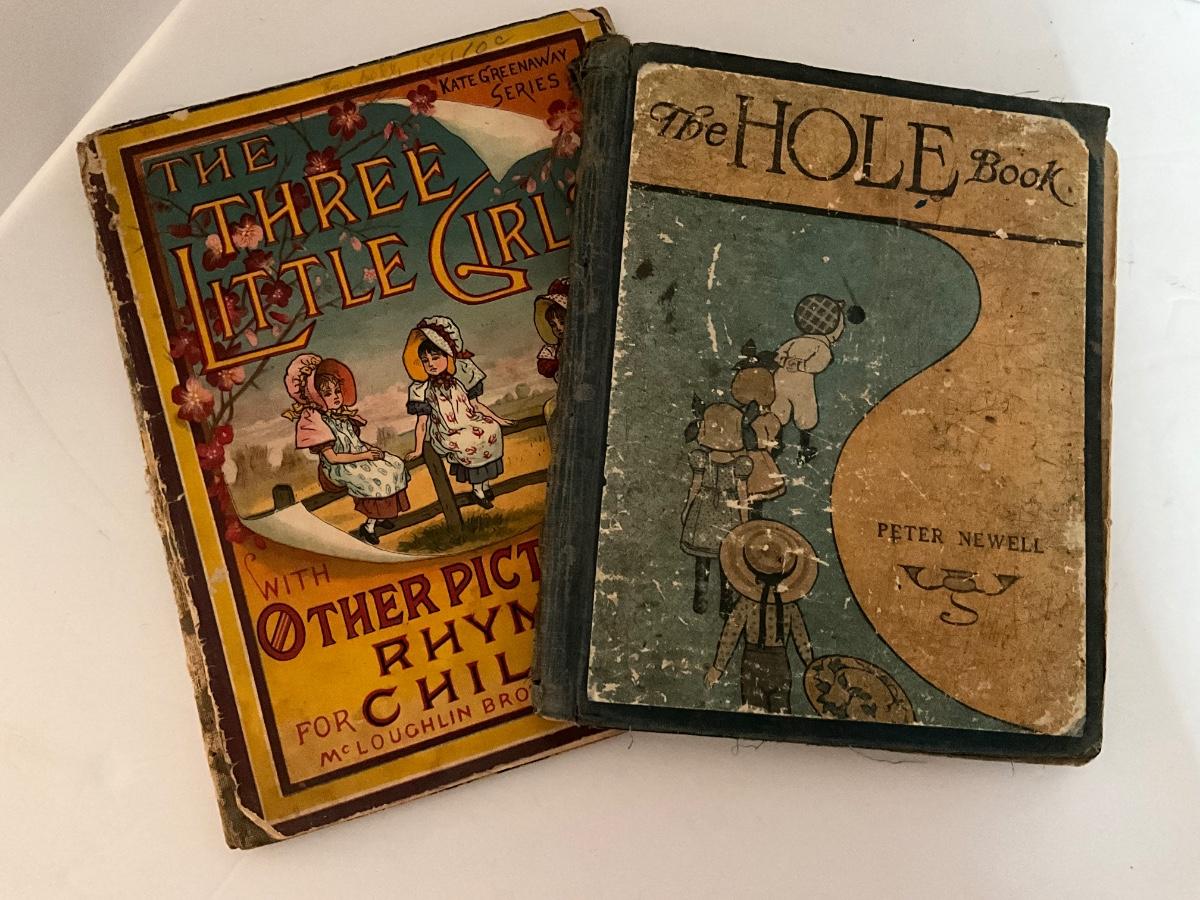 KATE GREENAWAY
SERIES
THE
THREE
LITTLE GIRL
WITH
OTHER PICT
RHYM
FOR CHIL
McLOUGHLIN BRO
The HOLE Book.
PETER NEWELL